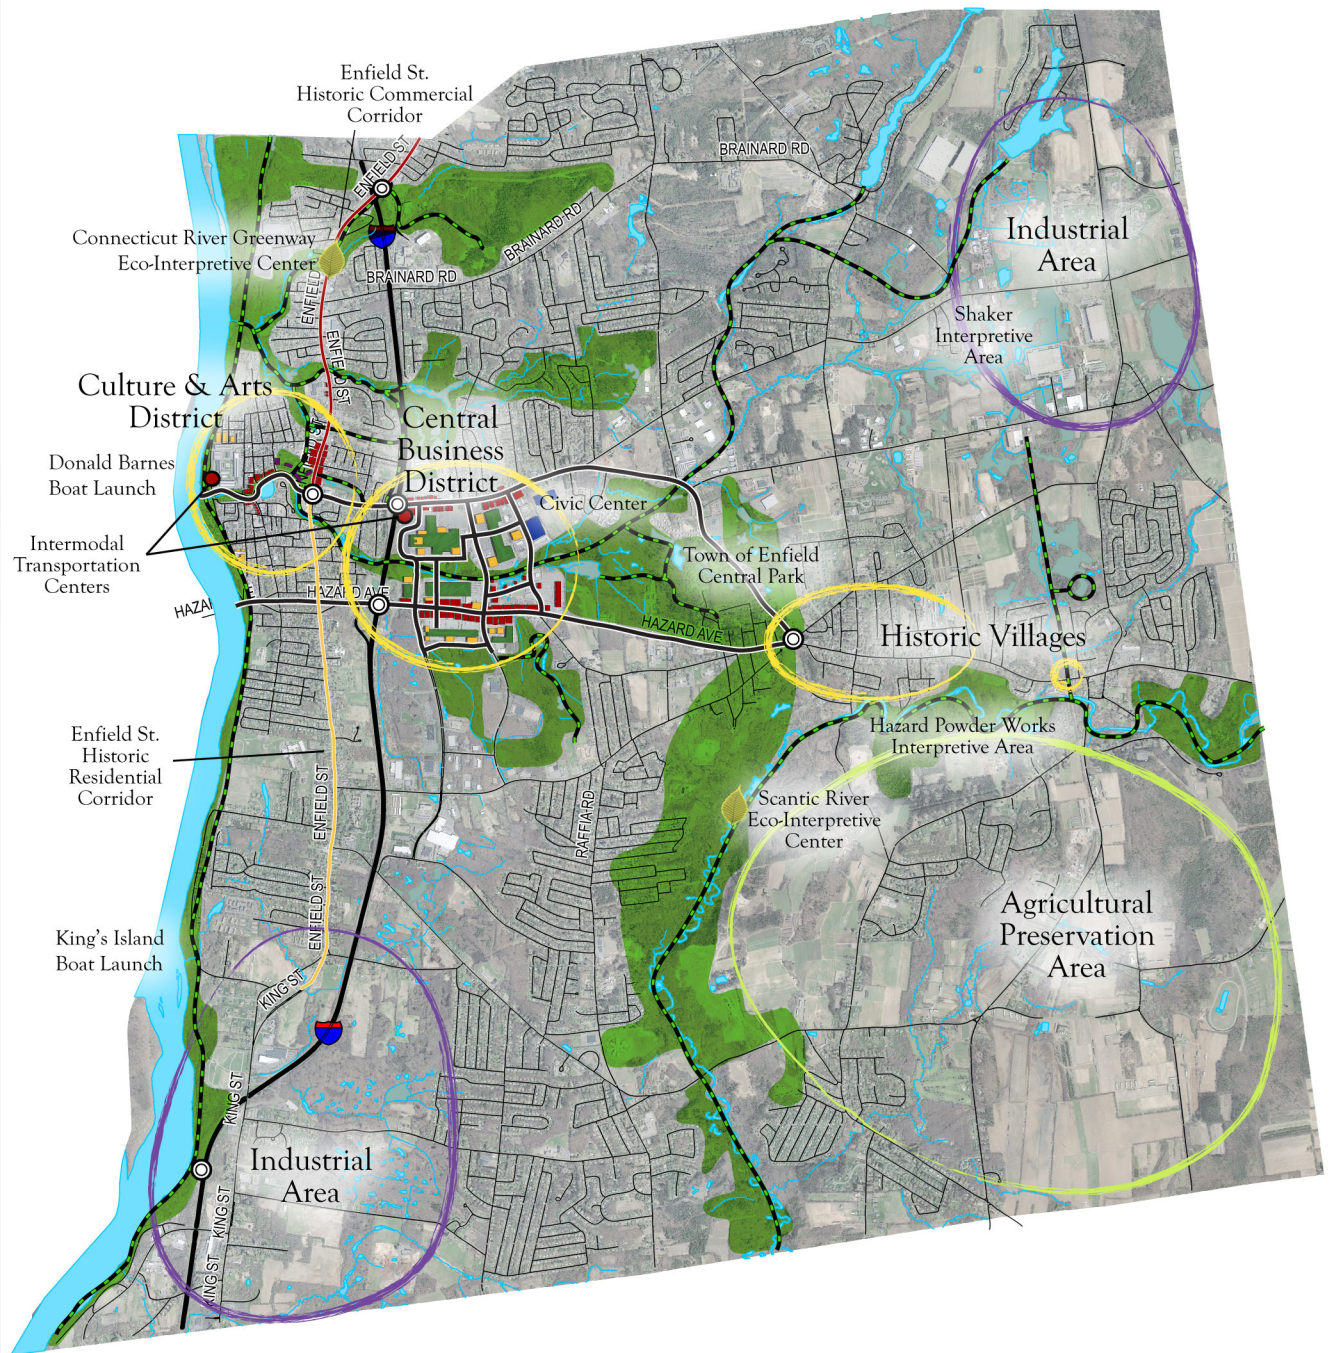 Enfield St.
Historic Commercial
Corridor
ENFIELD ST
BRAINARD RD
BRAINARD RD
Connecticut River Greenway
Eco-Interpretive Center
BRAINARD RD
ENFIELD
ENFIELD ST
Industrial
Area
Shaker
Interpretive
Area
Culture & Arts
District
Central
Business
District
Donald Barnes
Boat Launch
Civic Center
Intermodal
Transportation
Centers
Town of Enfield
Central Park
HAZARD AVE
HAZARD AVE
Historic Villages
Hazard Powder Works
Interpretive Area
Enfield St.
Historic
Residential
Corridor
ENFIELD ST
RAFFIA RD
Scantic River
Eco-Interpretive
Center
ENFIELD ST
Agricultural
Preservation
Area
King's Island
Boat Launch
KING ST
KING ST
Industrial
Area
KING ST
KING ST